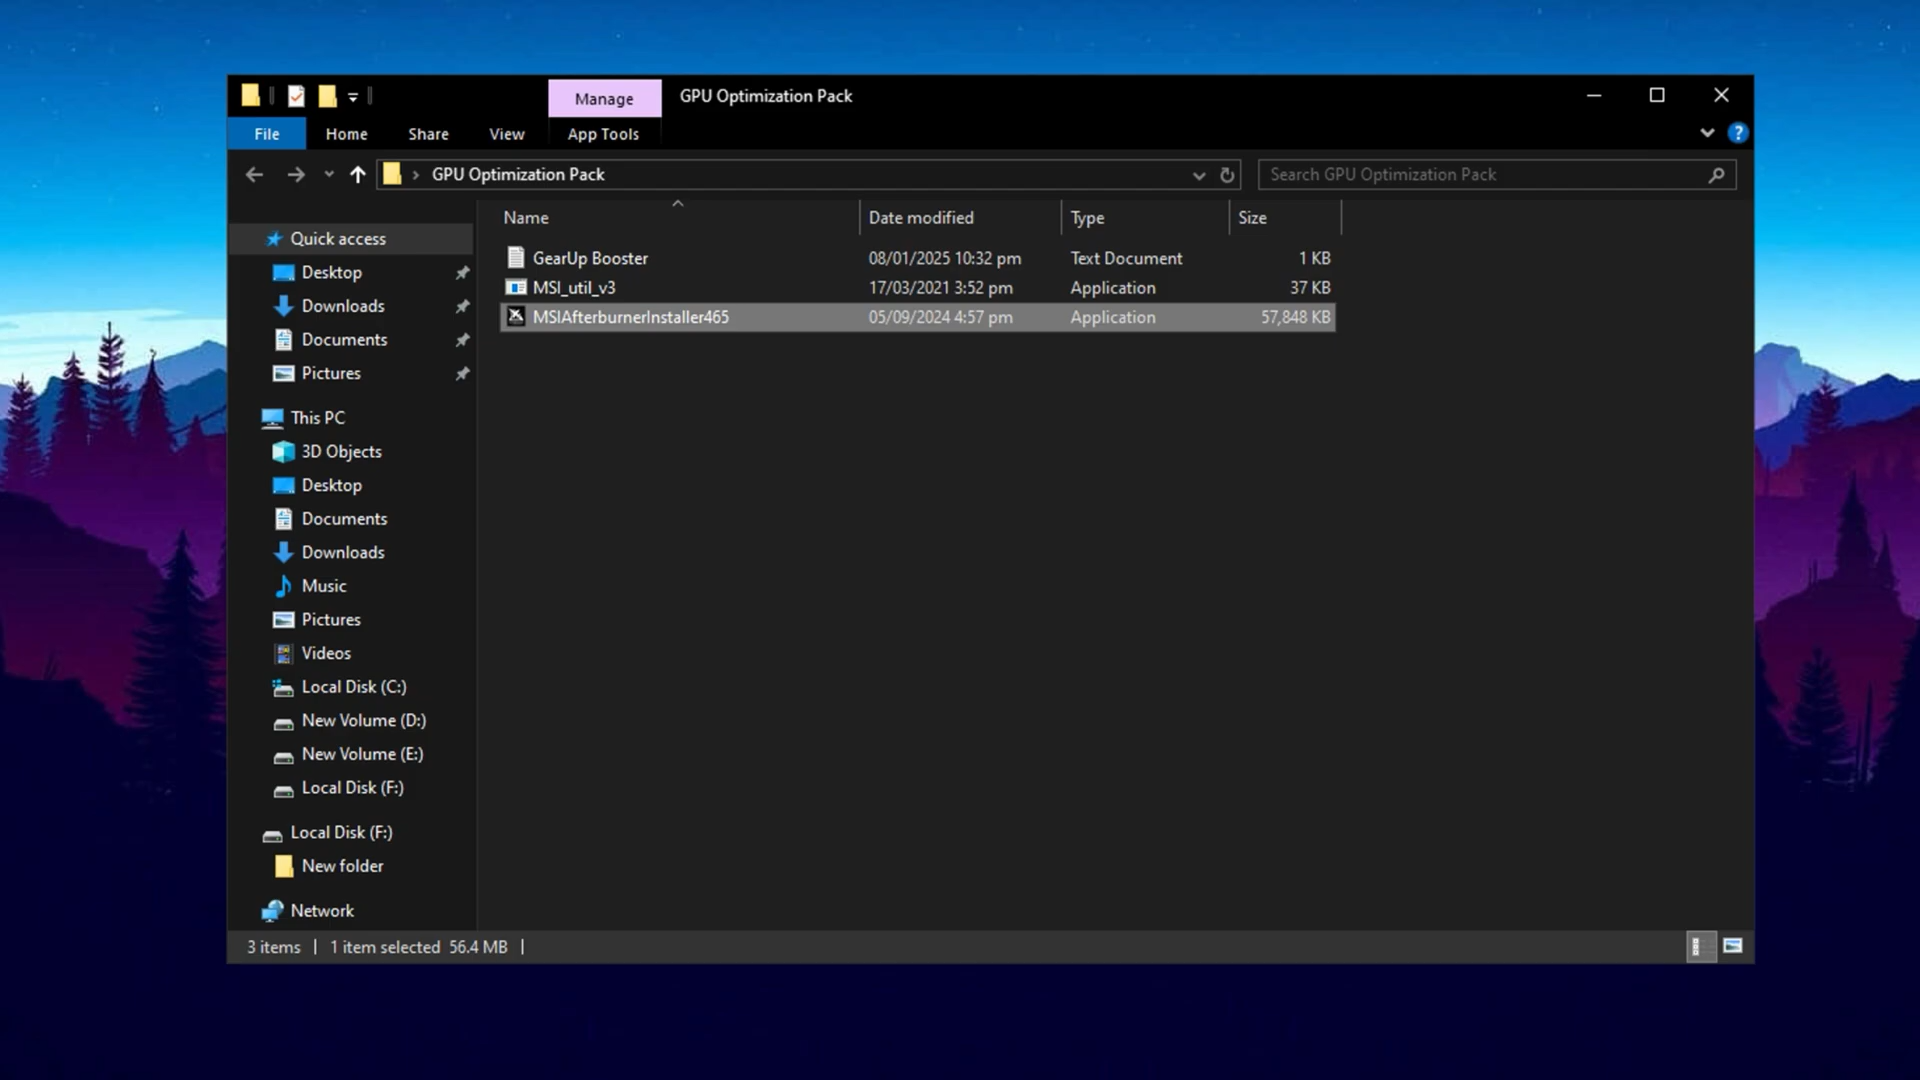 Manage
GPU Optimization Pack
File
Home
Share
View
App Tools
?
GPU Optimization Pack
Search GPU Optimization Pack
Name
Date modified
Type
Size
GearUp Booster
08/01/2025 10:32 pm
Text Document
1 KB
MSI_util_v3
17/03/2021 3:52 pm
Application
37 KB
MSIAfterburnerInstaller465
05/09/2024 4:57 pm
Application
57,848 KB
Quick access
Desktop
Downloads
Documents
Pictures
This PC
3D Objects
Desktop
Documents
Downloads
Music
Pictures
Videos
Local Disk (C:)
New Volume (D:)
New Volume (E:)
Local Disk (F:)
Local Disk (F:)
New folder
Network
3 items
1 item selected 56.4 MB